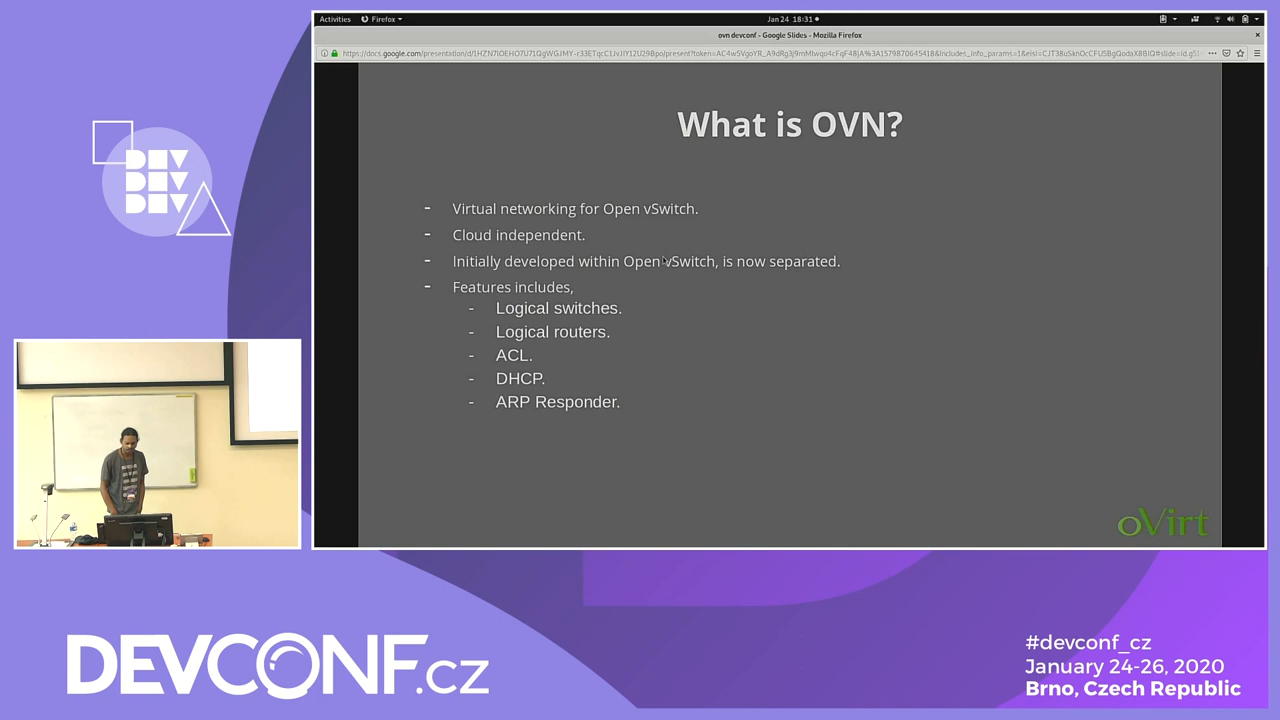 Activities
Firefox
Jan 24 18:31
ovn devconf - Google Slides - Mozilla Firefox
What is OVN?
- Virtual networking for Open vSwitch.
- Cloud independent.
- Initially developed within Open vSwitch, is now separated.
- Features includes,
- Logical switches.
- Logical routers.
- ACL.
- DHCP.
- ARP Responder.
oVirt
DEV
DEV
DEV
DEVCONF.cz
#devconf_cz
January 24-26, 2020
Brno, Czech Republic